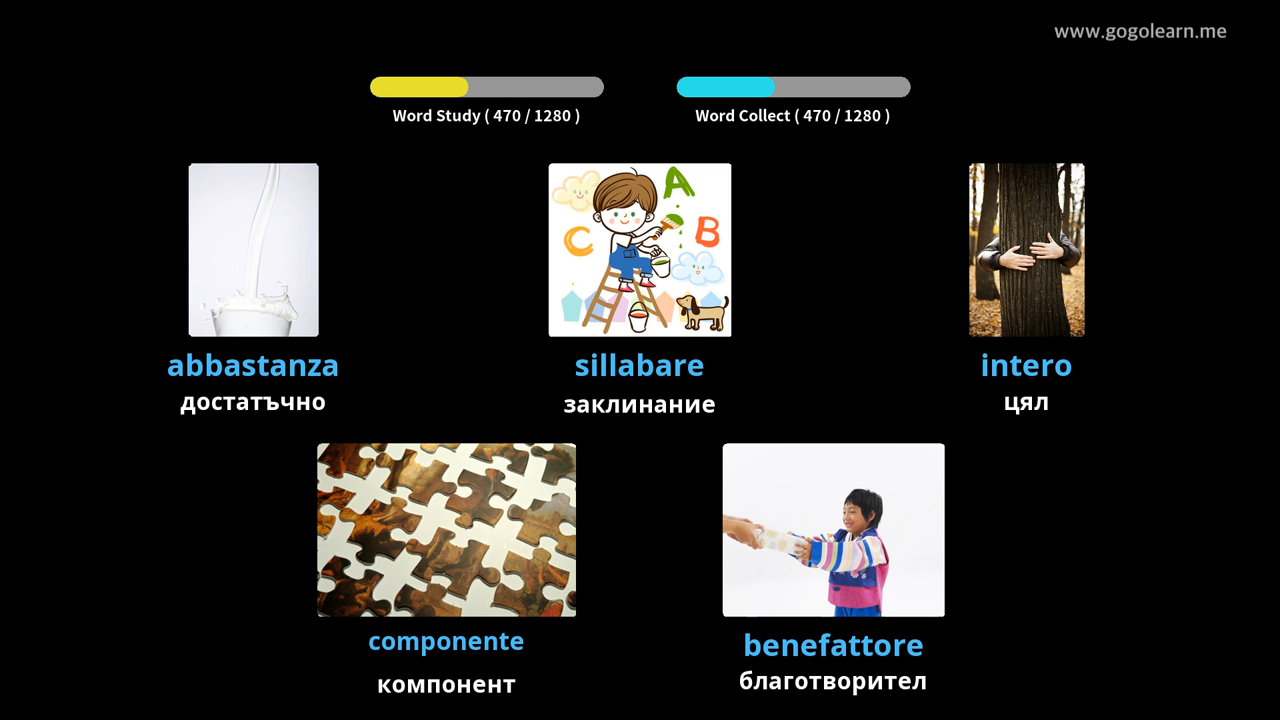 www.gogolearn.me
Word Study ( 470 / 1280 )
Word Collect ( 470 / 1280 )
A
B
C
abbastanza
достатъчно
sillabare
заклинание
intero
цял
componente
компонент
benefattore
благотворител